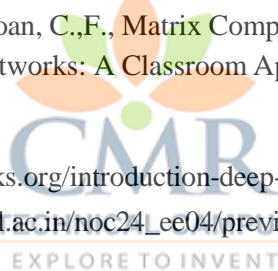 oan, C.,F., Matrix Comp
tworks: A Classroom Ap
CMR
ks.org/introduction-deep-
l.ac.in/noc24_ee04/previ
EXPLORE TO INVENT